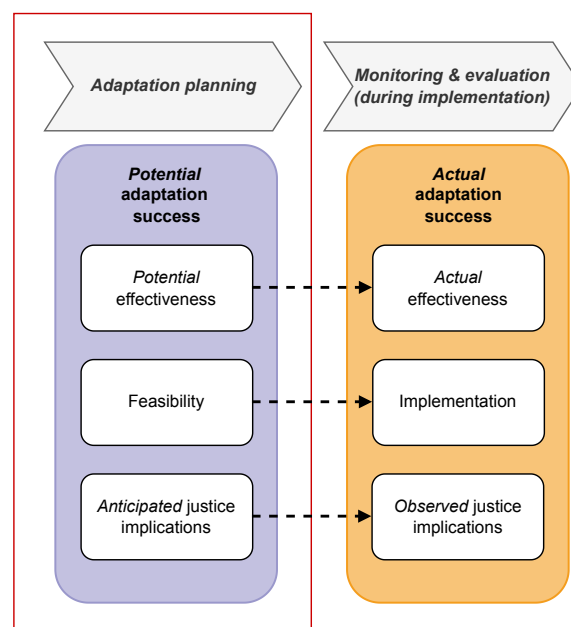 Adaptation planning
Monitoring & evaluation
(during implementation)
Potential
adaptation
success
Actual
adaptation
success
Potential
effectiveness
Actual
effectiveness
Feasibility
Implementation
Anticipated justice
implications
Observed justice
implications